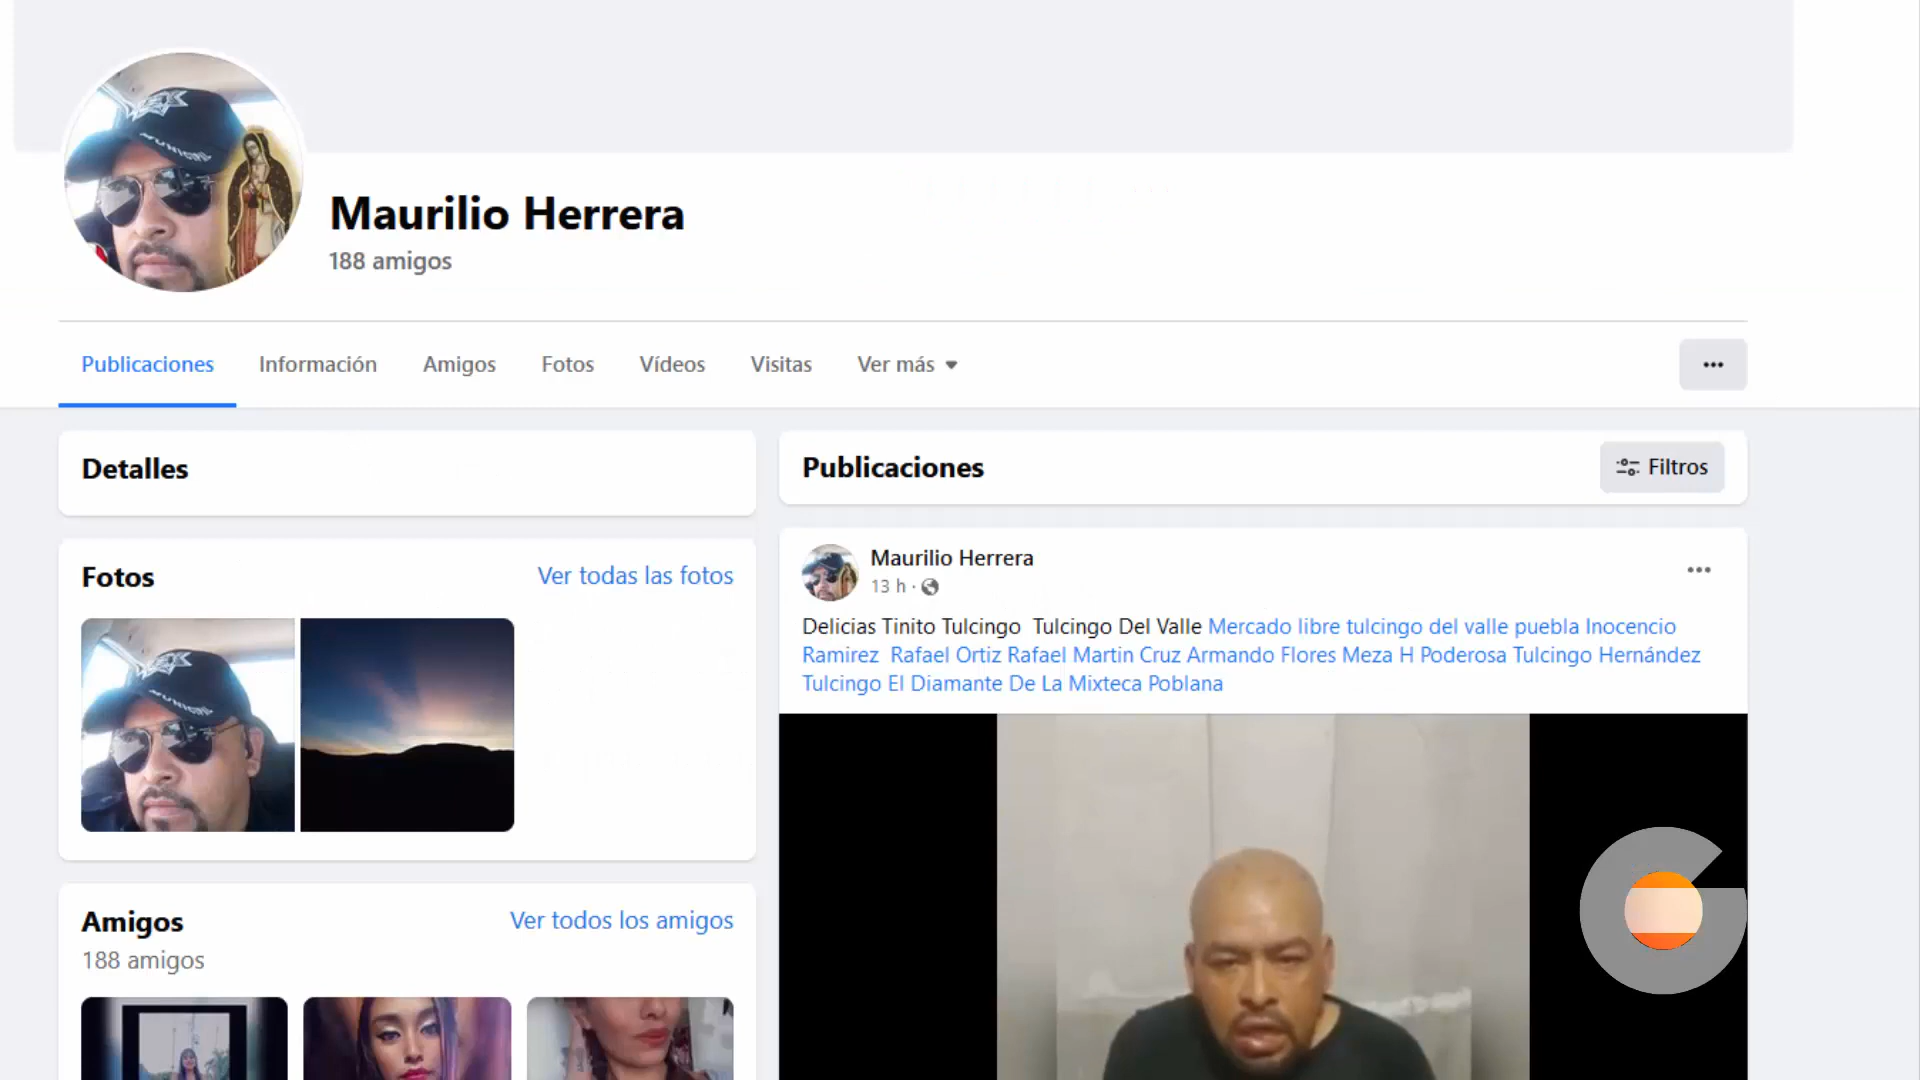 MUNICIPAL
Maurilio Herrera
188 amigos
Publicaciones
Información
Amigos
Fotos
Vídeos
Visitas
Ver más
Detalles
Publicaciones
Filtros
Fotos
Ver todas las fotos
MUNICIPAL
Amigos
Ver todos los amigos
188 amigos
Maurilio Herrera
13 h ·
Delicias Tinito Tulcingo Tulcingo Del Valle Mercado libre tulcingo del valle puebla Inocencio
Ramirez Rafael Ortiz Rafael Martin Cruz Armando Flores Meza H Poderosa Tulcingo Hernández
Tulcingo El Diamante De La Mixteca Poblana